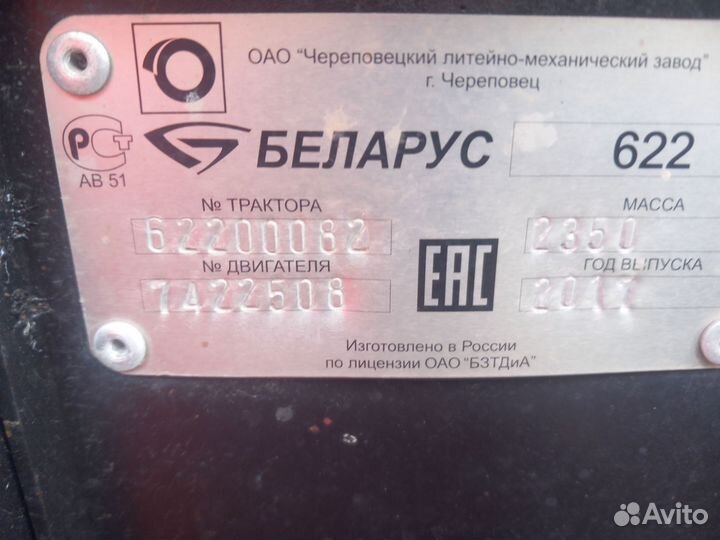 ОАО "Череповецкий литейно-механический завод"
г. Череповец
РСТ
АВ 51
БЕЛАРУС 622
№ ТРАКТОРА МАССА
62200082 2350
№ ДВИГАТЕЛЯ ГОД ВЫПУСКА
7A22508
EAC
Изготовлено в России
по лицензии ОАО "БЗТДиА"
Avito